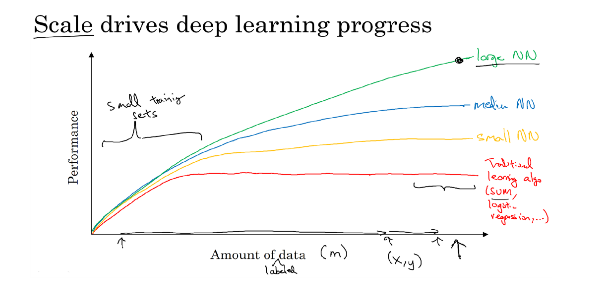 Scale drives deep learning progress
large NN
small training
sets
medium NN
small NN
Performance
Traditional
learning algo
(SVM,
logist..
regression,...)
Amount of data (m)
labeled
(x,y)